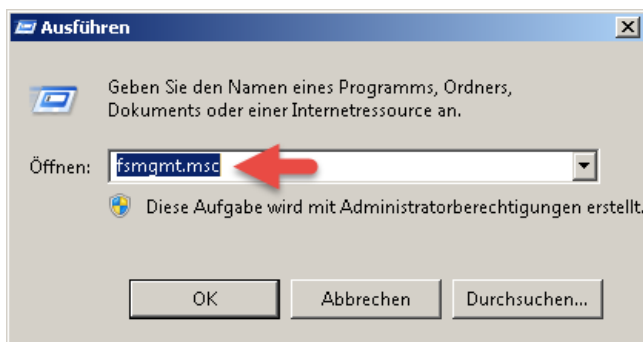 Ausführen
Geben Sie den Namen eines Programms, Ordners,
Dokuments oder einer Internetressource an.
Öffnen: fsmgmt.msc
Diese Aufgabe wird mit Administratorberechtigungen erstellt.
OK Abbrechen Durchsuchen...